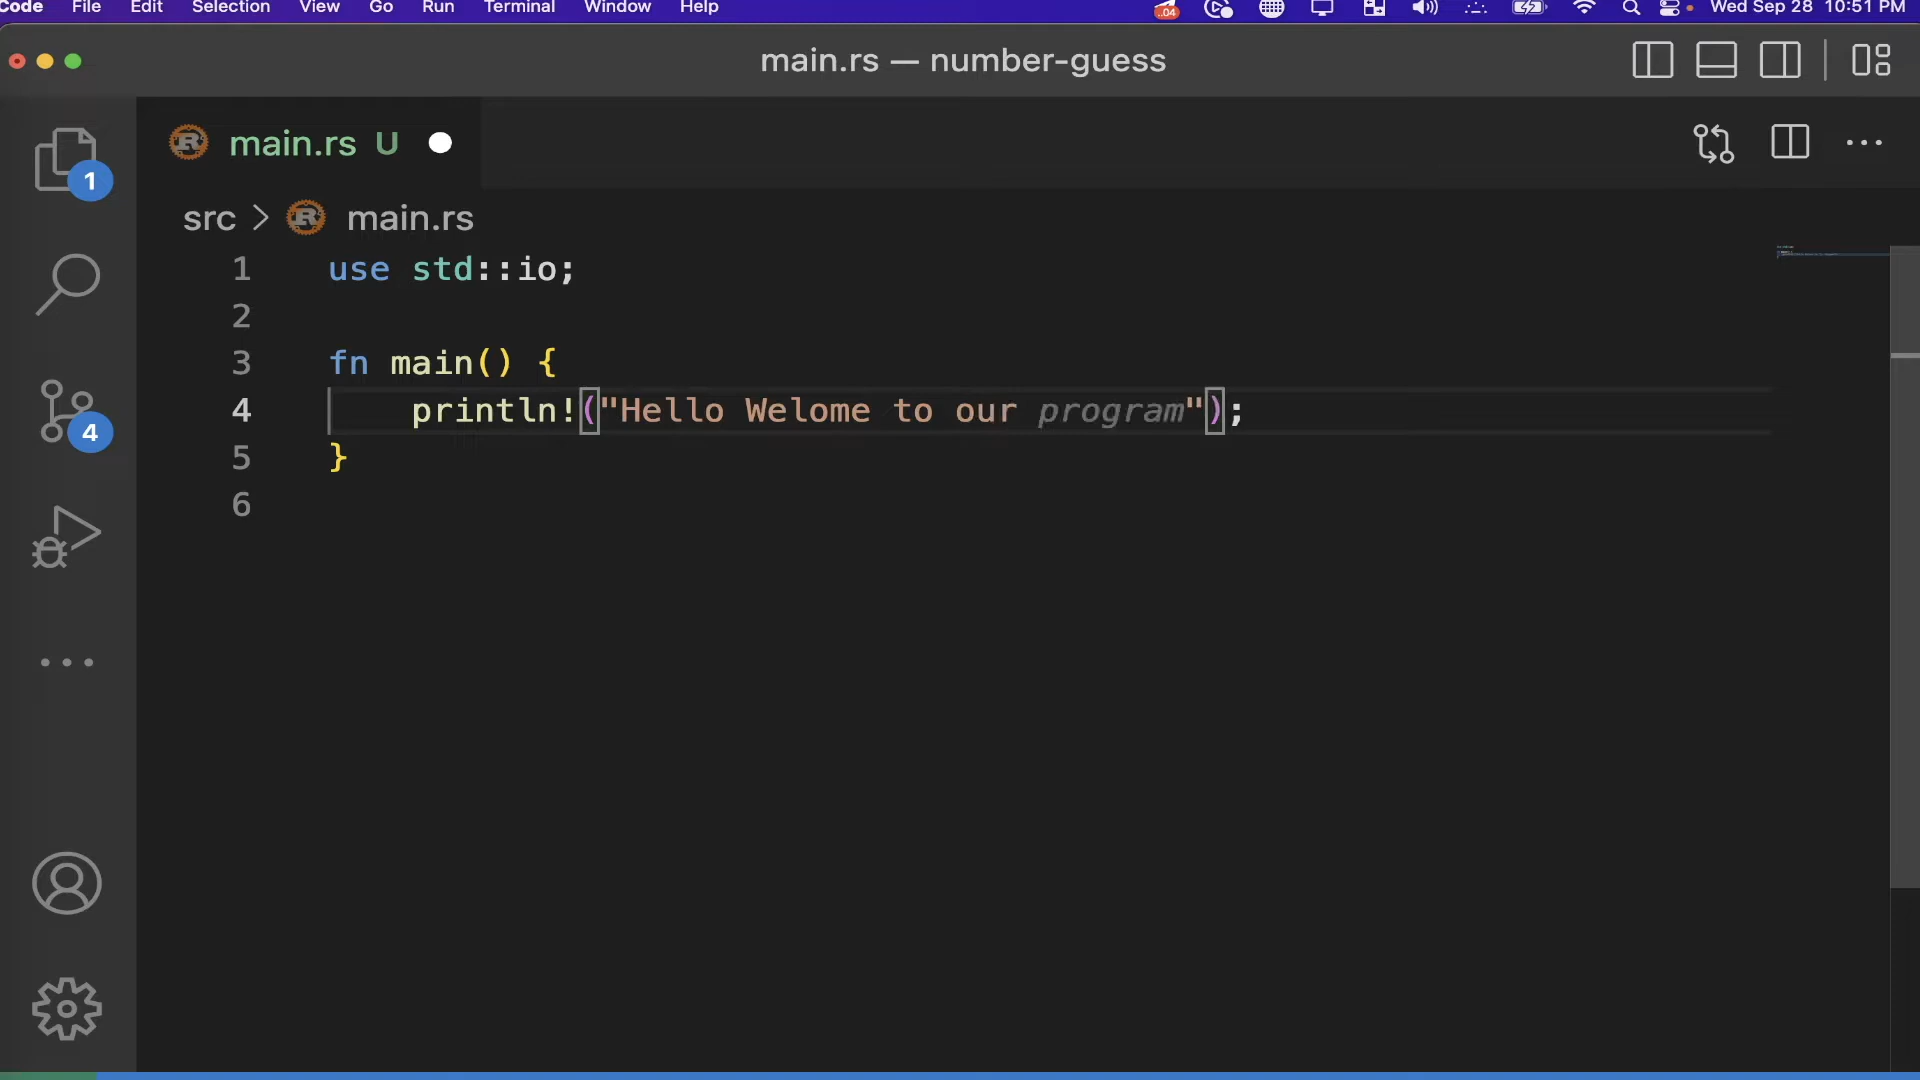 Code File Edit Selection View Go Run Terminal Window Help .04 Wed Sep 28 10:51 PM
main.rs — number-guess
main.rs U
1
src > main.rs
1 use std::io;
2
3 fn main() {
4 println!("Hello Welome to our program");
4
5 }
6